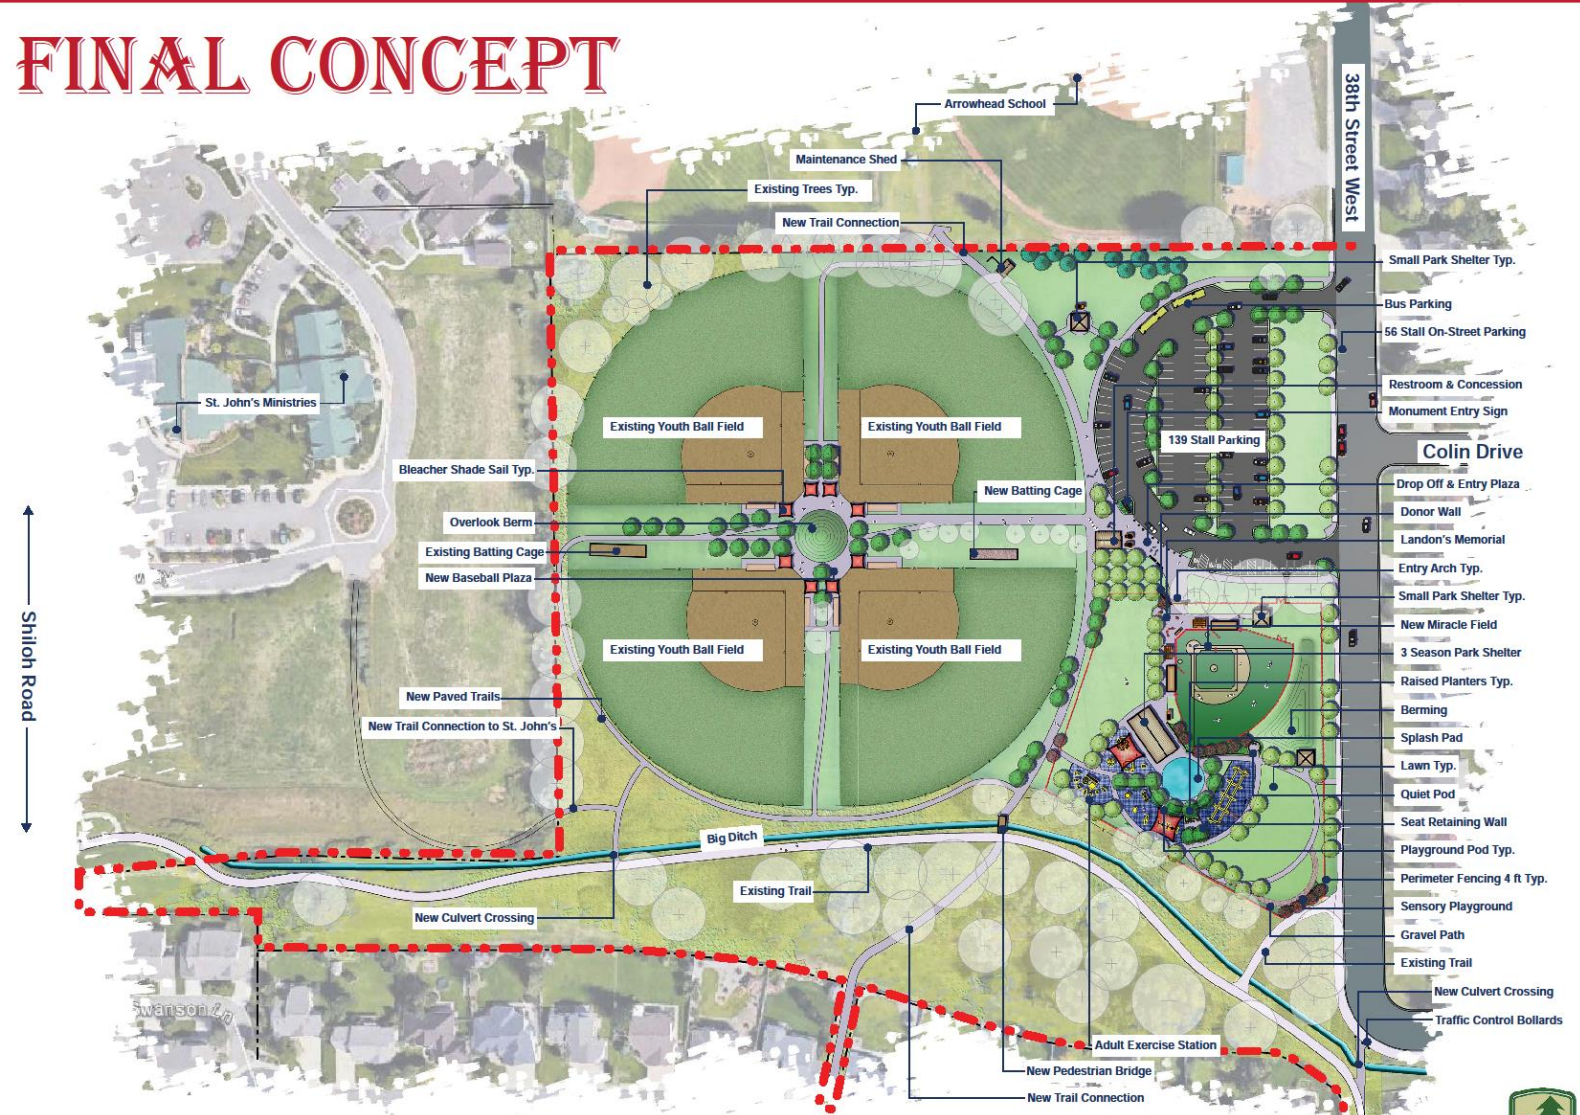 FINAL CONCEPT
38th Street West
Arrowhead School
Maintenance Shed
Existing Trees Typ.
New Trail Connection
Small Park Shelter Typ.
Bus Parking
56 Stall On-Street Parking
Restroom & Concession
Monument Entry Sign
St. John's Ministries
Existing Youth Ball Field
Existing Youth Ball Field
139 Stall Parking
Colin Drive
Bleacher Shade Sail Typ.
New Batting Cage
Drop Off & Entry Plaza
Donor Wall
Overlook Berm
Landon's Memorial
Existing Batting Cage
Entry Arch Typ.
New Baseball Plaza
Small Park Shelter Typ.
New Miracle Field
Shiloh Road
Existing Youth Ball Field
Existing Youth Ball Field
3 Season Park Shelter
Raised Planters Typ.
New Paved Trails
Berming
New Trail Connection to St. John's
Splash Pad
Lawn Typ.
Quiet Pod
Seat Retaining Wall
Big Ditch
Playground Pod Typ.
Perimeter Fencing 4 ft Typ.
Existing Trail
Sensory Playground
New Culvert Crossing
Gravel Path
Existing Trail
New Culvert Crossing
Swanson Ln
Traffic Control Bollards
Adult Exercise Station
New Pedestrian Bridge
New Trail Connection